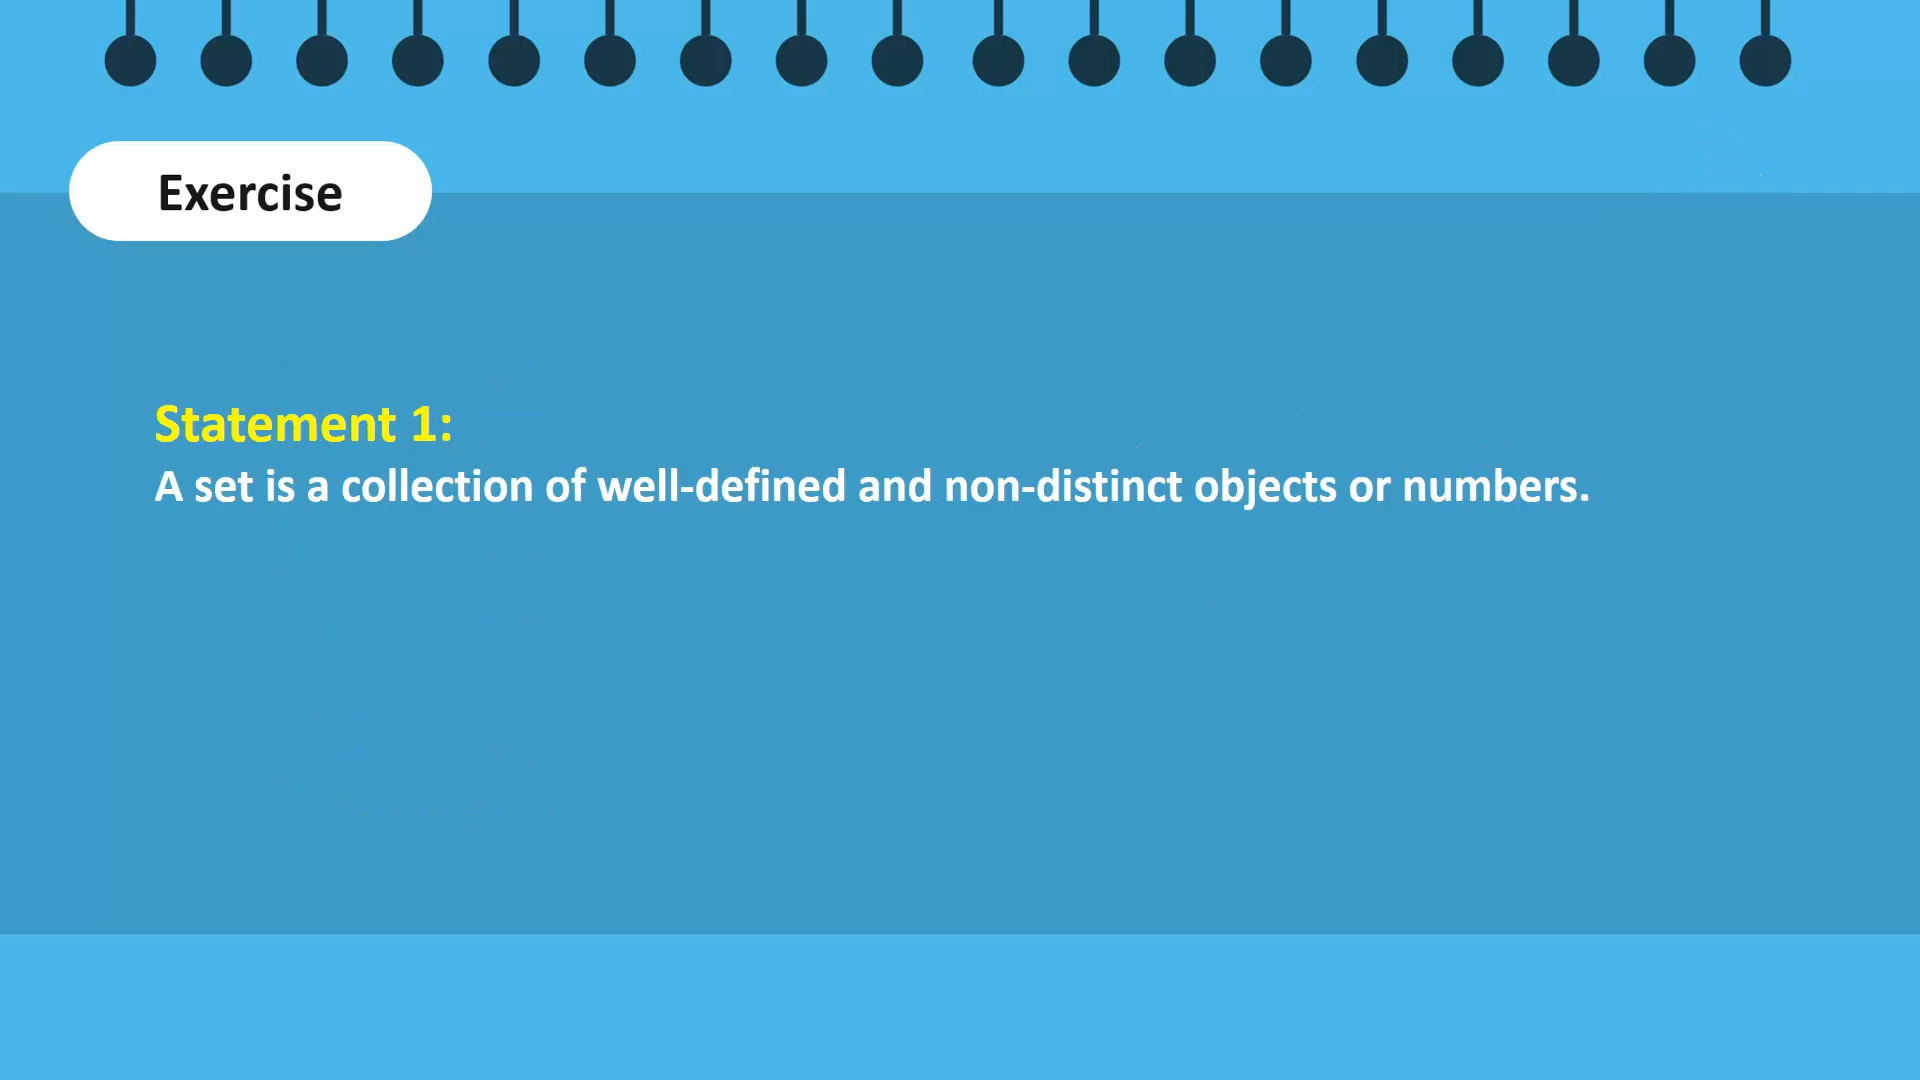 Exercise
Statement 1:
A set is a collection of well-defined and non-distinct objects or numbers.